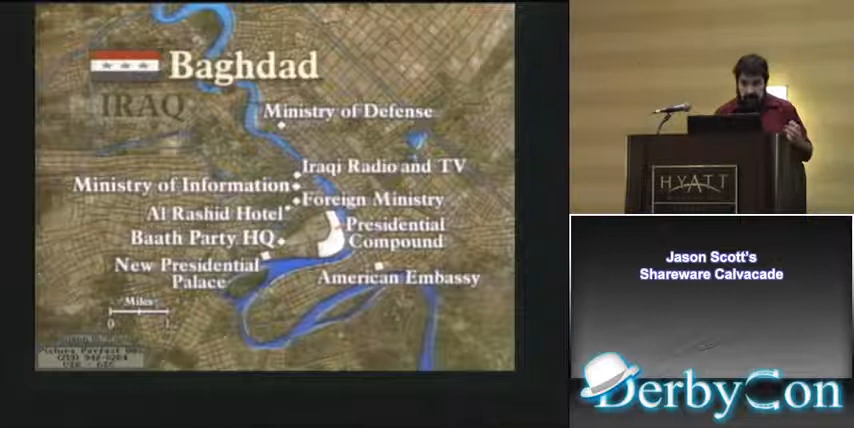 Baghdad
IRAQ
Ministry of Defense
Iraqi Radio and TV
Ministry of Information
Foreign Ministry
Al Rashid Hotel
Presidential
Compound
Baath Party HQ
New Presidential
Palace
American Embassy
Miles
0
HYATT
Jason Scott's
Shareware Calvacade
DerbyCon